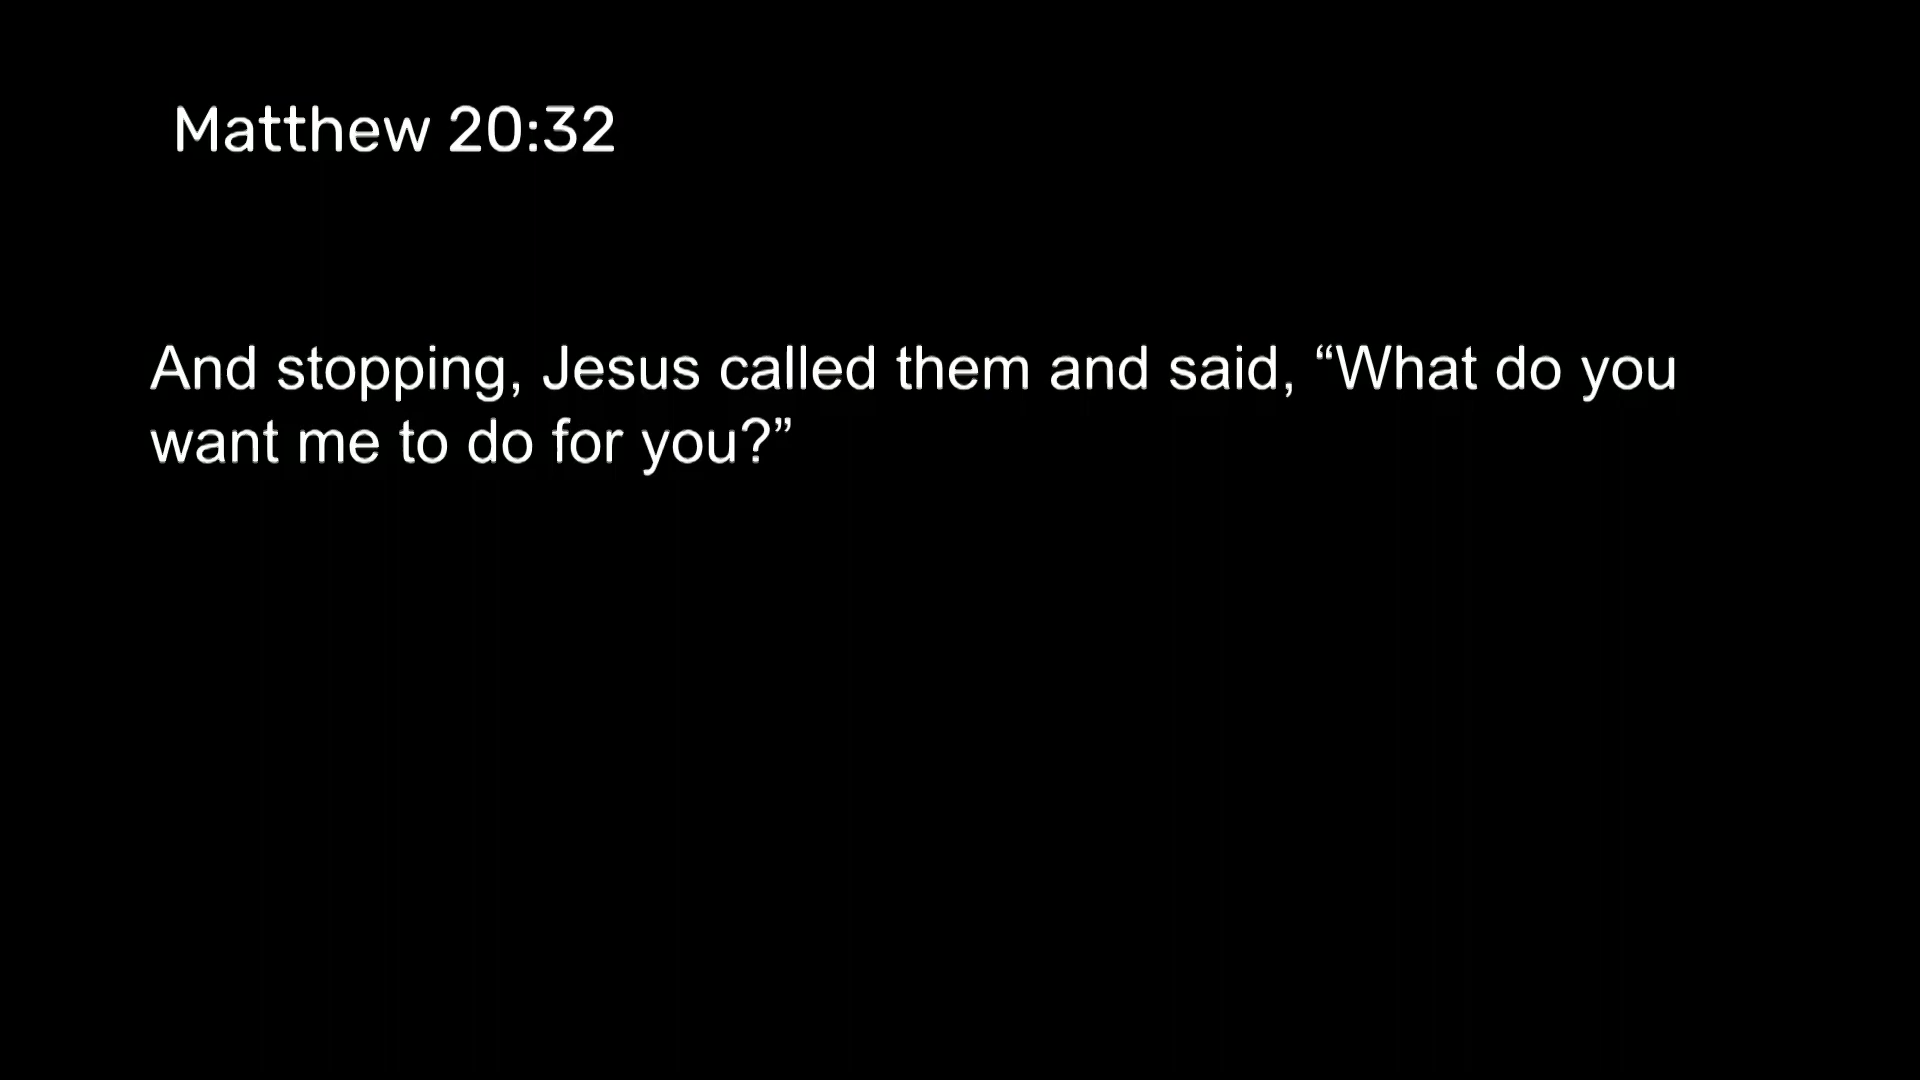 Matthew 20:32
And stopping, Jesus called them and said, “What do you
want me to do for you?”